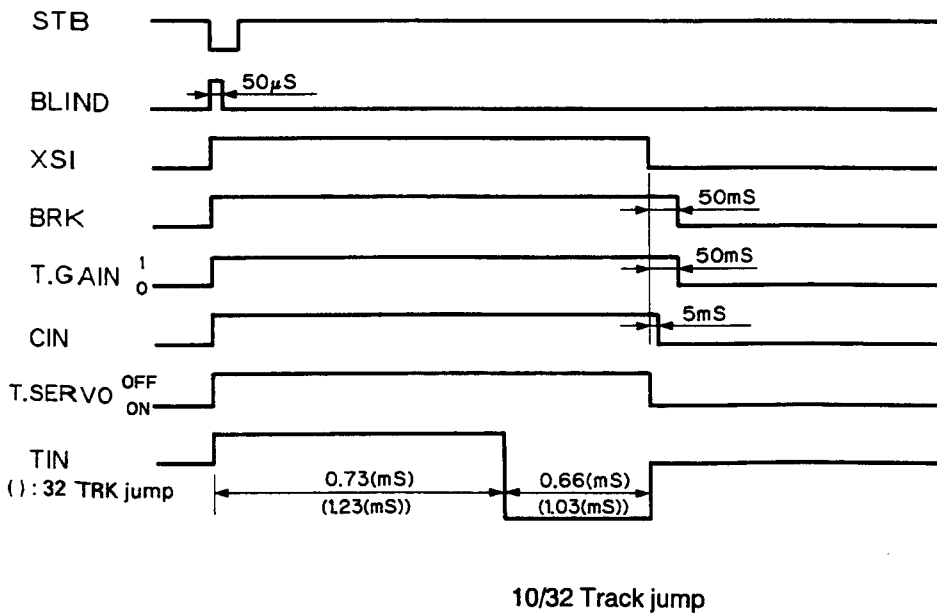 STB
50μS
BLIND
XSI
50mS
BRK
50mS
T.GAIN 1
0
5mS
CIN
T.SERVO OFF
ON
TIN
( ) : 32 TRK jump
0.73(mS) 0.66(mS)
(1.23(mS)) (1.03(mS))
10/32 Track jump